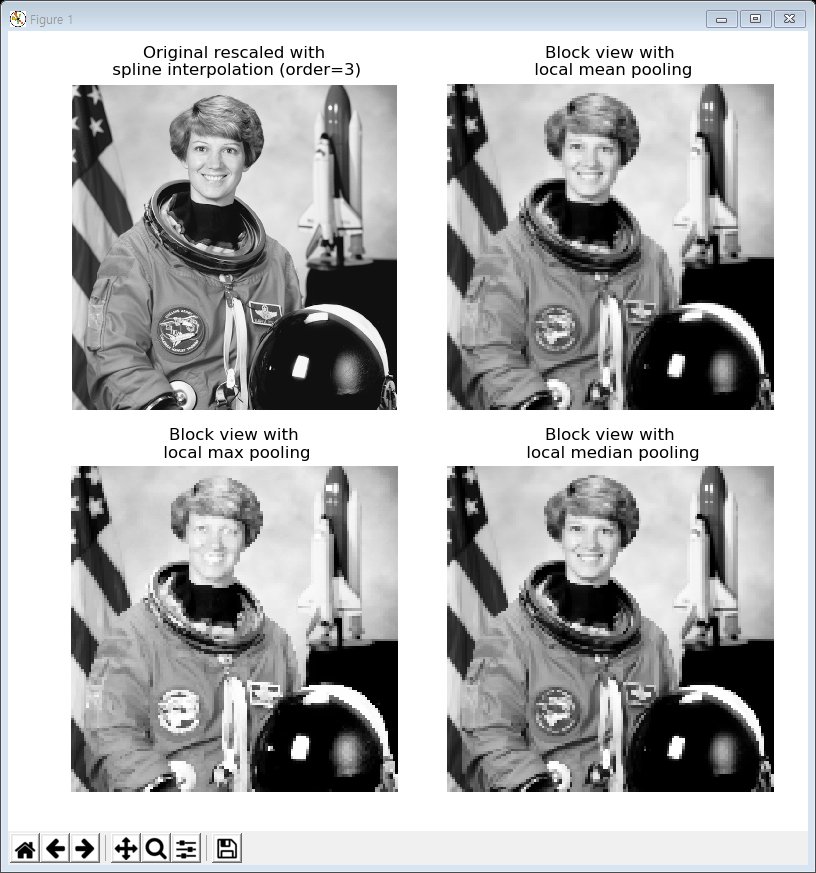 Figure 1
Original rescaled with
spline interpolation (order=3)
Block view with
local mean pooling
Block view with
local max pooling
Block view with
local median pooling